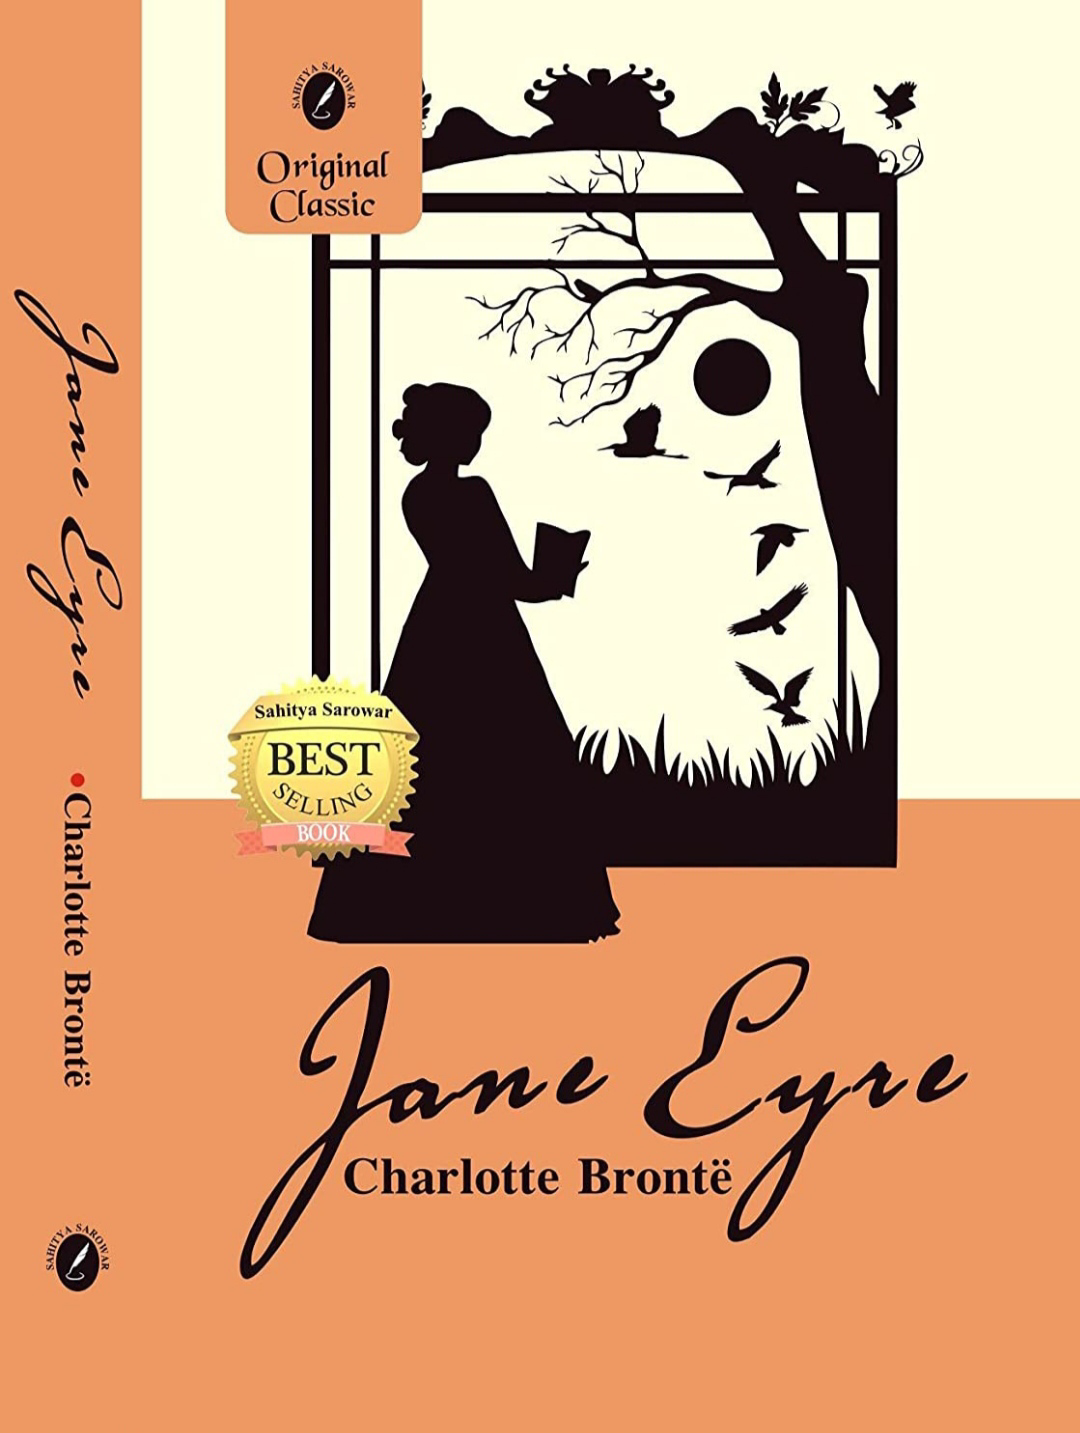 Jane Eyre
•Charlotte Brontë
SAHITYA SAROWAR
SAHITYA SAROWAR
Original
Classic
Sahitya Sarowar
BEST
SELLING
BOOK
Jane Eyre
Charlotte Brontë